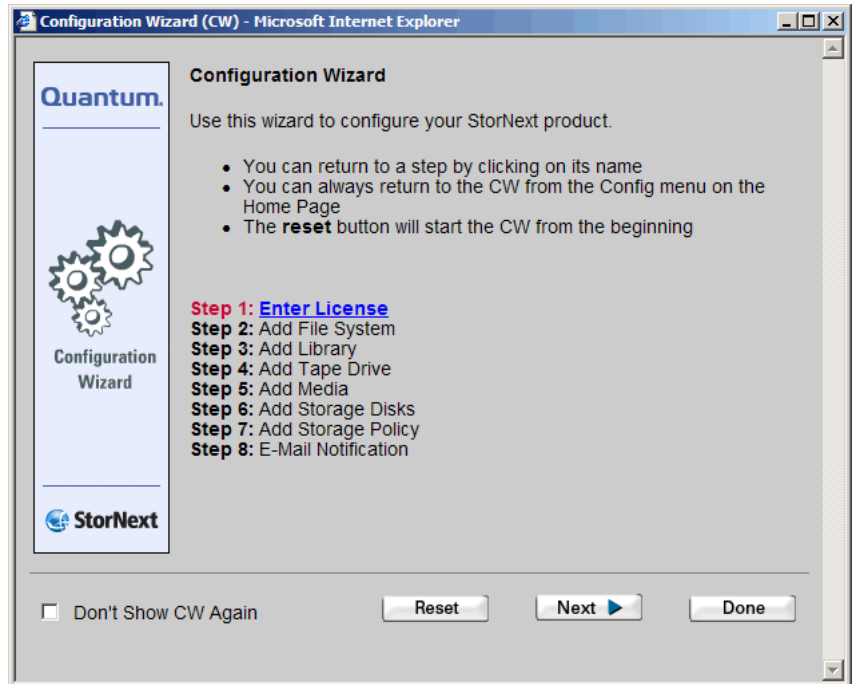 Configuration Wizard (CW) - Microsoft Internet Explorer
Quantum.
Configuration
Wizard
StorNext
Configuration Wizard
Use this wizard to configure your StorNext product.
• You can return to a step by clicking on its name
• You can always return to the CW from the Config menu on the
Home Page
• The reset button will start the CW from the beginning
Step 1: Enter License
Step 2: Add File System
Step 3: Add Library
Step 4: Add Tape Drive
Step 5: Add Media
Step 6: Add Storage Disks
Step 7: Add Storage Policy
Step 8: E-Mail Notification
Don't Show CW Again
Reset
Next
Done